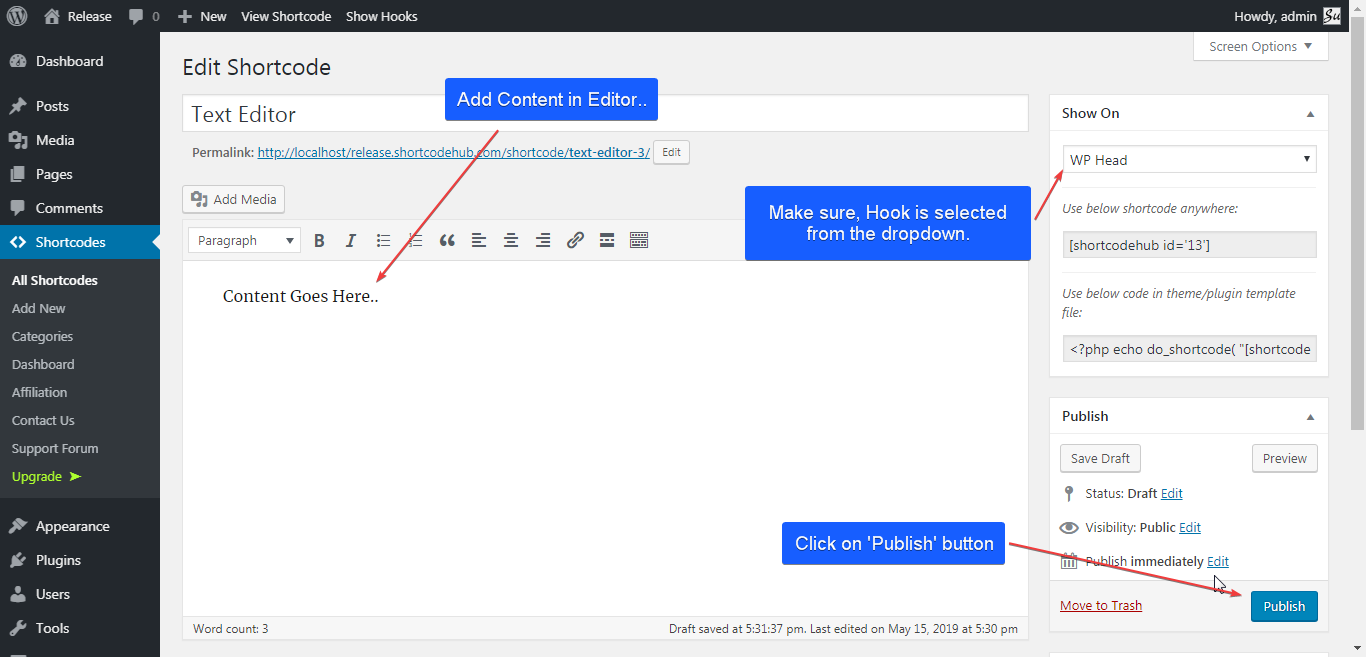 Release 0 New View Shortcode Show Hooks Howdy, admin
Screen Options
Dashboard
Posts
Media
Pages
Comments
Shortcodes
All Shortcodes
Add New
Categories
Dashboard
Affiliation
Contact Us
Support Forum
Upgrade
Appearance
Plugins
Users
Tools
Edit Shortcode
Add Content in Editor..
Text Editor
Permalink: http://localhost/release.shortcodehub.com/shortcode/text-editor-3/ Edit
Add Media
Paragraph B I
Content Goes Here..
Word count: 3 Draft saved at 5:31:37 pm. Last edited on May 15, 2019 at 5:30 pm
Make sure, Hook is selected
from the dropdown.
Click on 'Publish' button
Show On
WP Head
Use below shortcode anywhere:
[shortcodehub id='13']
Use below code in theme/plugin template
file:
<?php echo do_shortcode( "[shortcode
Publish
Save Draft Preview
Status: Draft Edit
Visibility: Public Edit
Publish immediately Edit
Move to Trash Publish